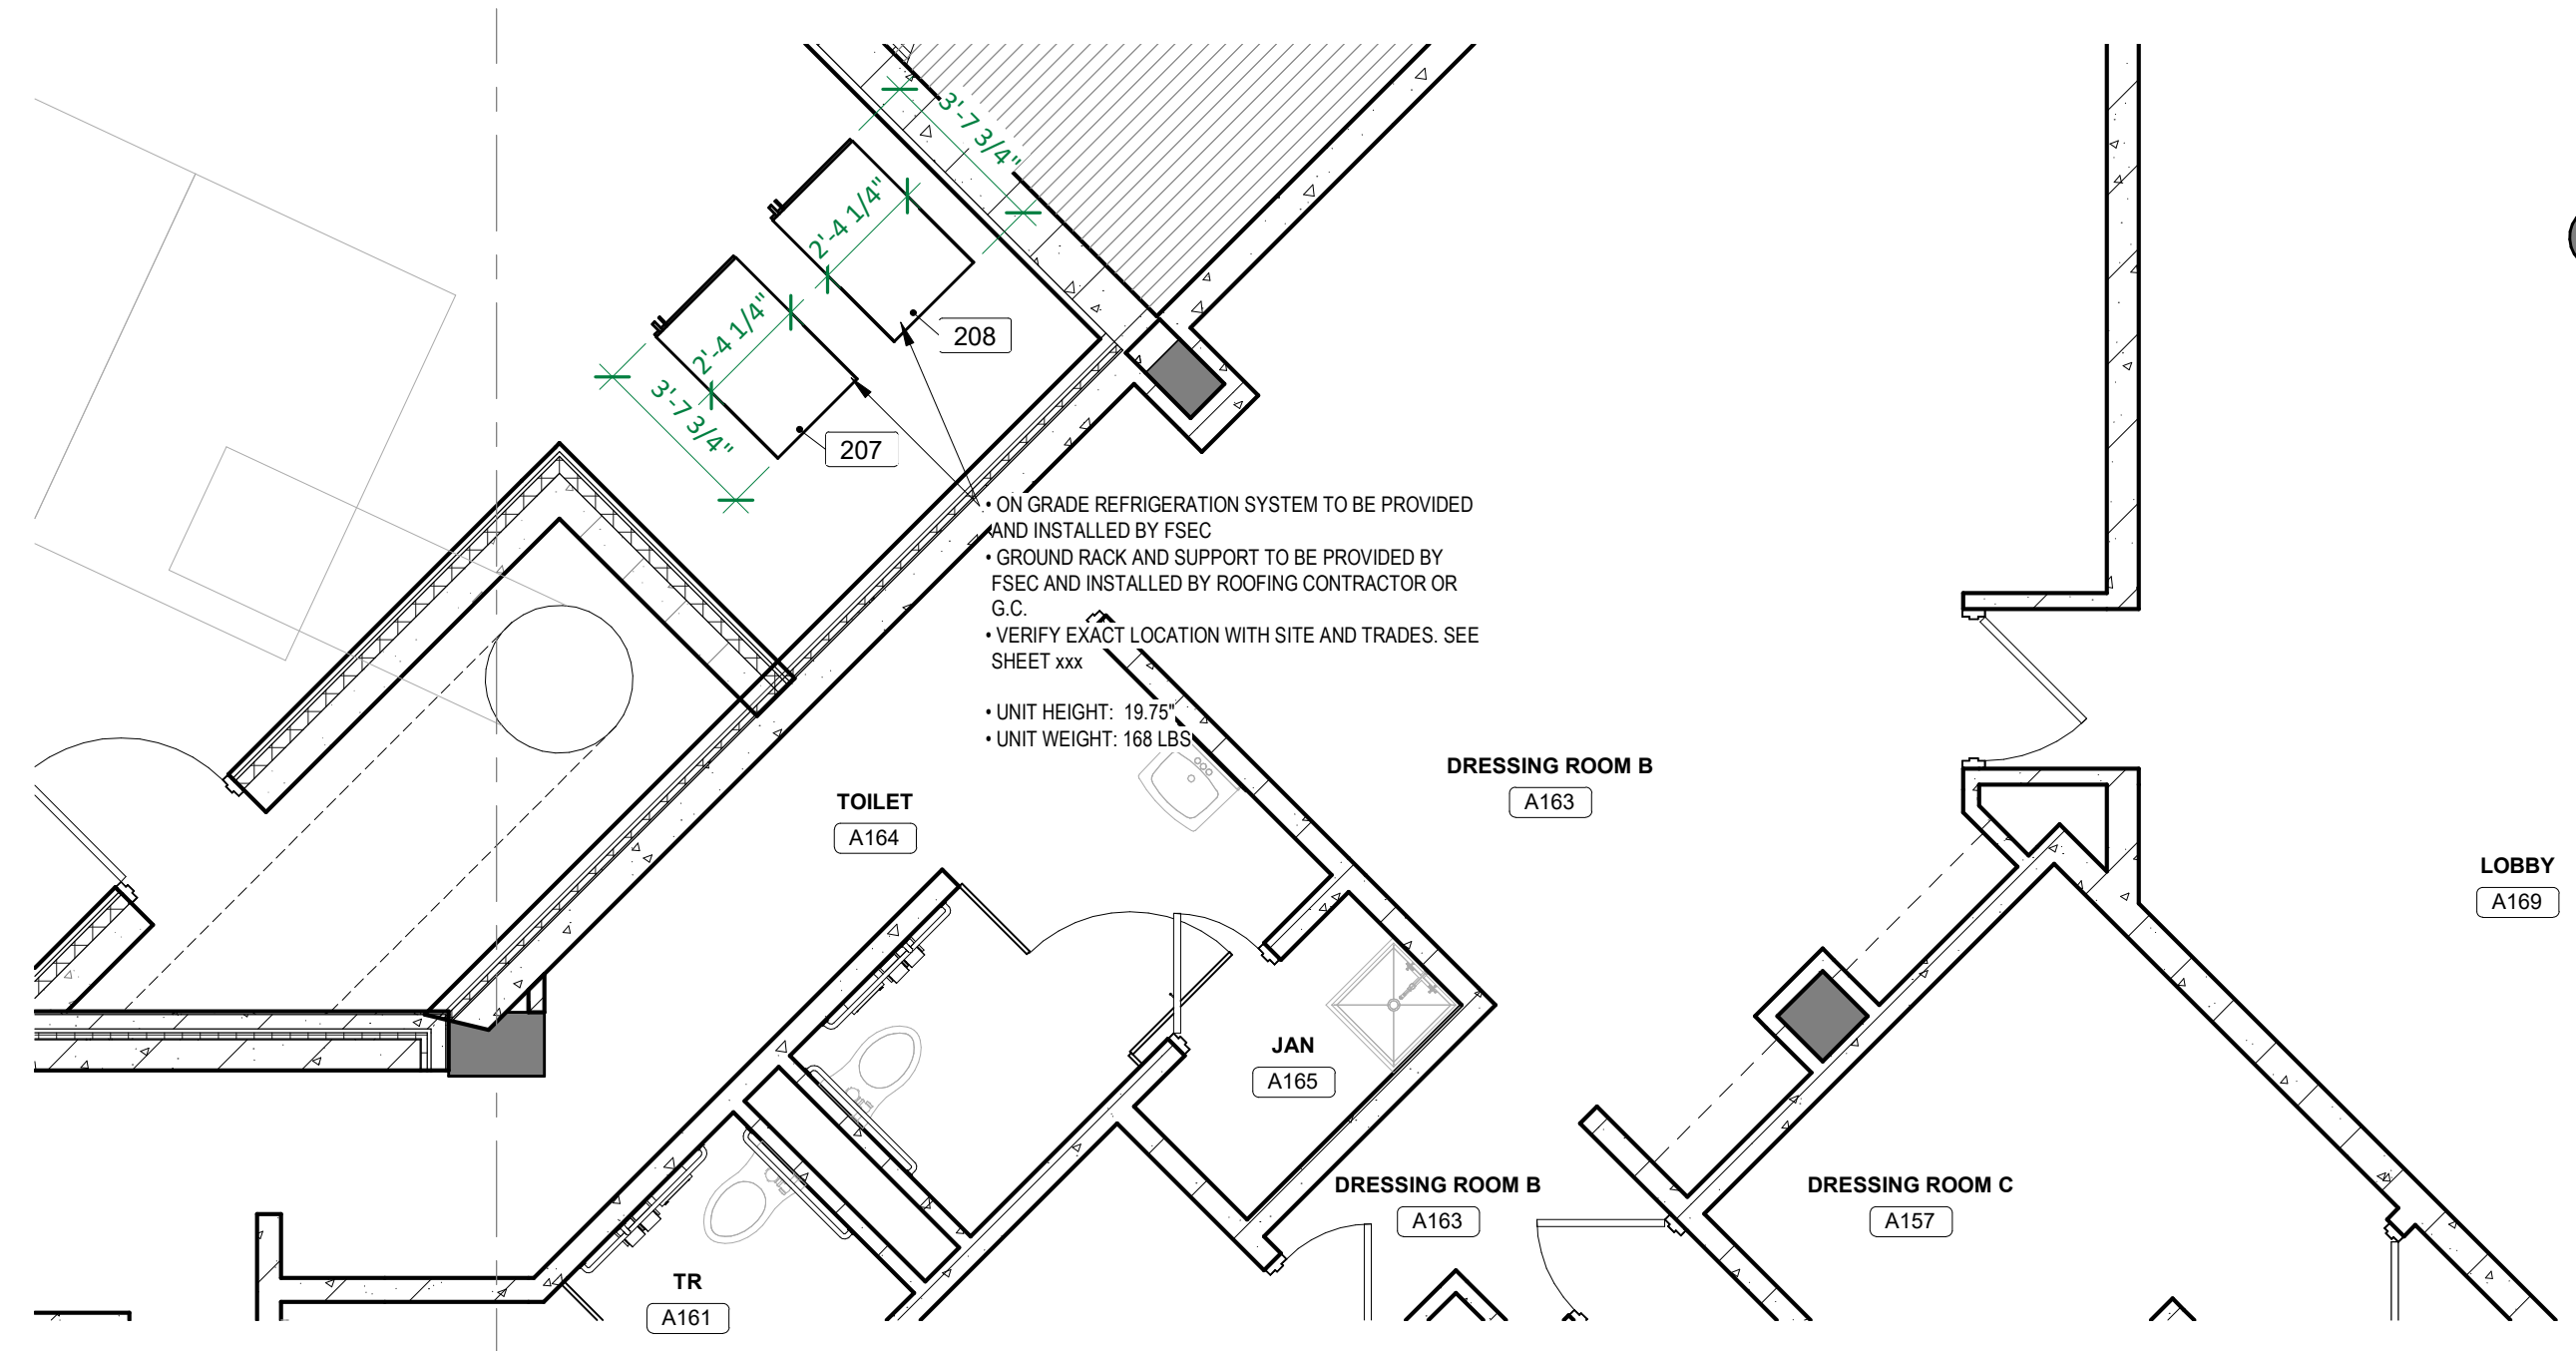 3'-7 3/4"
2'-4 1/4"
208
2'-4 1/4"
3'-7 3/4"
207
• ON GRADE REFRIGERATION SYSTEM TO BE PROVIDED
AND INSTALLED BY FSEC
• GROUND RACK AND SUPPORT TO BE PROVIDED BY
FSEC AND INSTALLED BY ROOFING CONTRACTOR OR
G.C.
• VERIFY EXACT LOCATION WITH SITE AND TRADES. SEE
SHEET xxx
• UNIT HEIGHT: 19.75"
• UNIT WEIGHT: 168 LBS
DRESSING ROOM B
A163
TOILET
A164
LOBBY
A169
JAN
A165
DRESSING ROOM B
A163
DRESSING ROOM C
A157
TR
A161